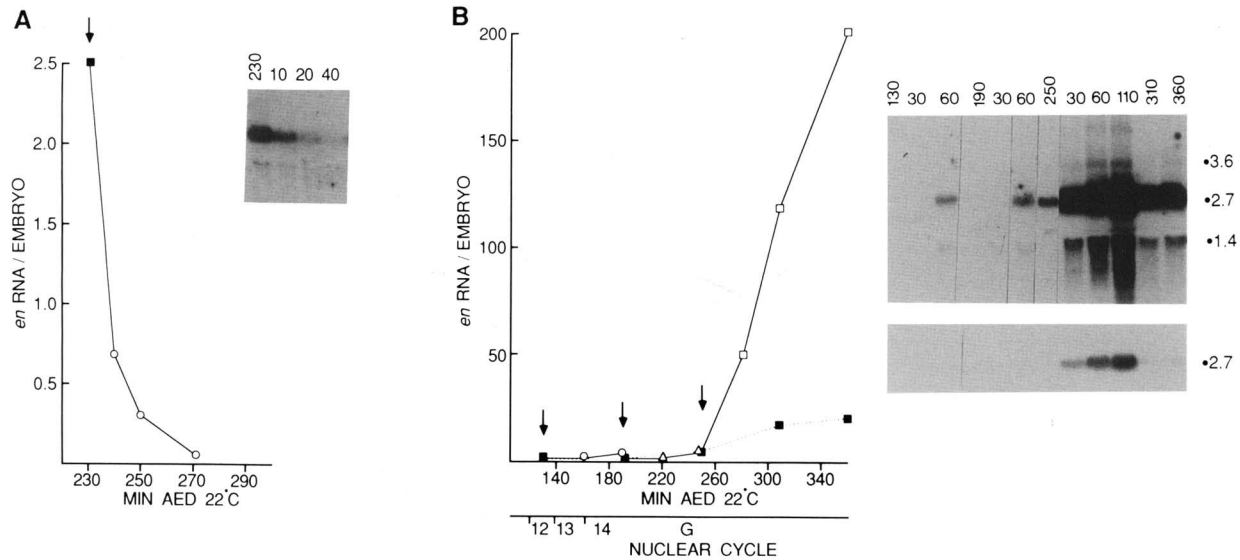 A
2.5
2.0
1.5
1.0
0.5
en RNA / EMBRYO
230 250 270 290
MIN AED 22°C
230 10 20 40
B
200
150
100
50
en RNA / EMBRYO
140 180 220 260 300 340
MIN AED 22°C
12 13 14 G
NUCLEAR CYCLE
130 30 60 190 30 60 250 30 60 110 310 360
•3.6
•2.7
•1.4
•2.7